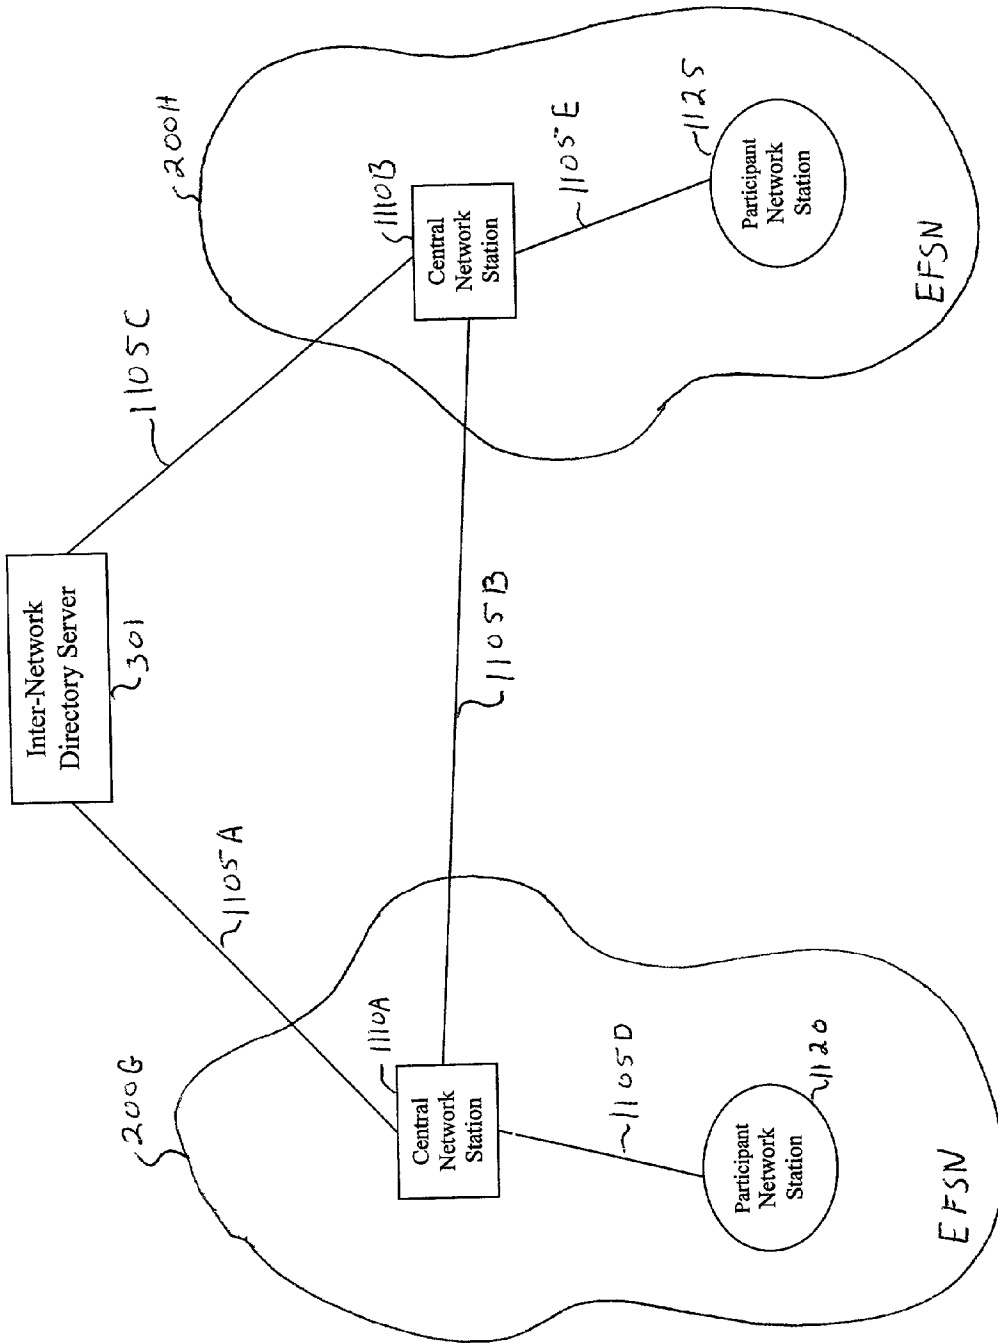 Inter-Network
Directory Server
301
1105A
1105C
200G
200H
1110A
Central
Network
Station
1105B
1110B
Central
Network
Station
1105D
1105E
1120
Participant
Network
Station
1125
Participant
Network
Station
EFSN
EFSN